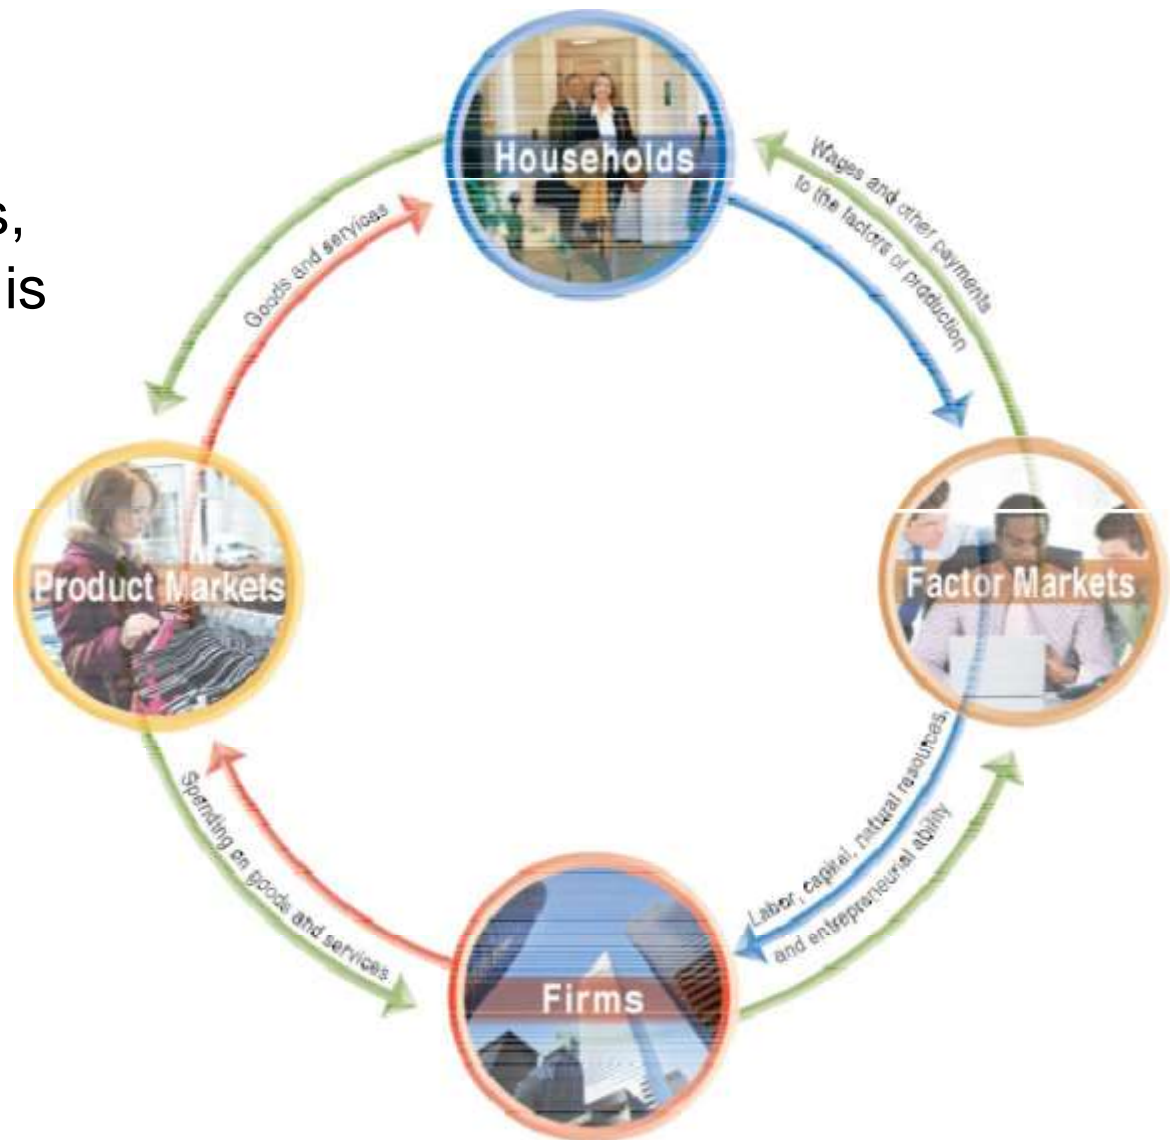 Households
s,
is
Goods and services
Wages and other payments
to the factors of production
Product Markets
Factor Markets
Spending on goods and services
Labor, capital, natural resources,
and entrepreneurial ability
Firms